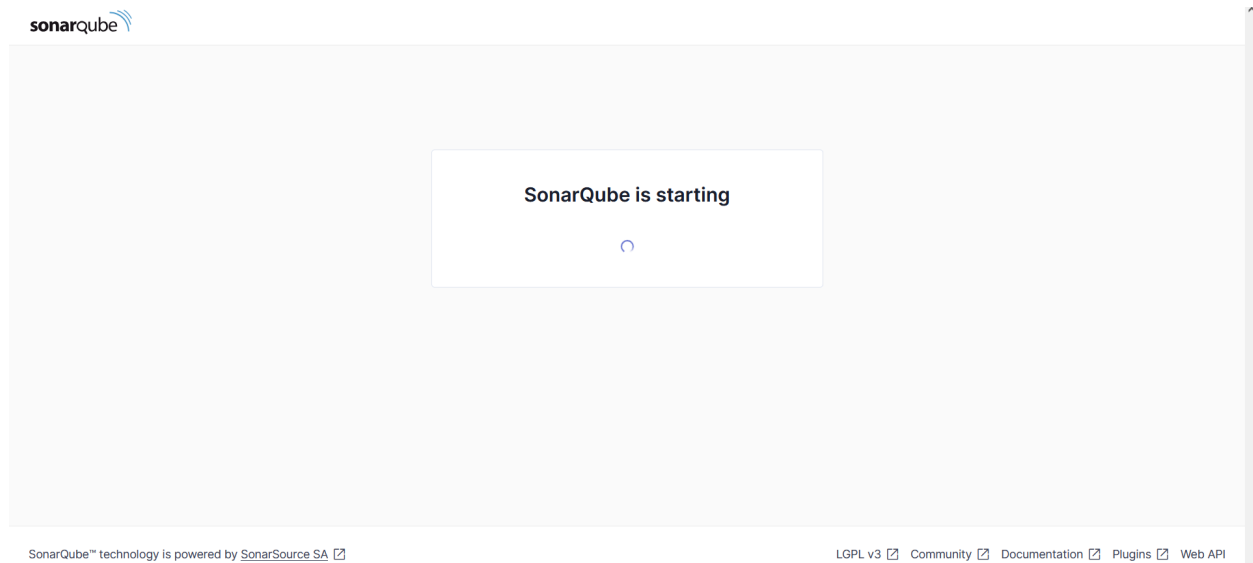 sonarqube
SonarQube is starting
SonarQube™ technology is powered by SonarSource SA
LGPL v3 Community Documentation Plugins Web API